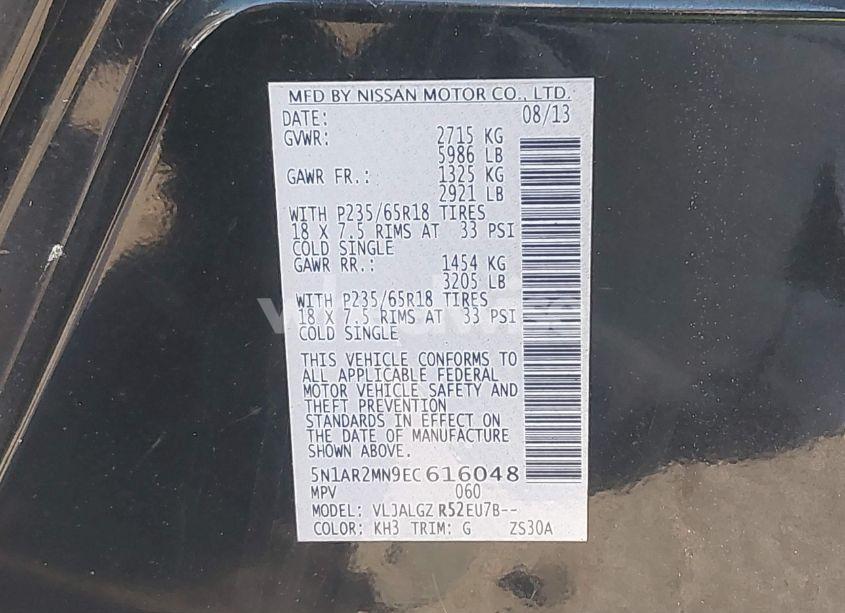 MFD BY NISSAN MOTOR CO., LTD.
DATE: 08/13
GVWR: 2715 KG
5986 LB
GAWR FR.: 1325 KG
2921 LB
WITH P235/65R18 TIRES
18 X 7.5 RIMS AT 33 PSI
COLD SINGLE
GAWR RR.: 1454 KG
3205 LB
WITH P235/65R18 TIRES
18 X 7.5 RIMS AT 33 PSI
COLD SINGLE
THIS VEHICLE CONFORMS TO
ALL APPLICABLE FEDERAL
MOTOR VEHICLE SAFETY AND
THEFT PREVENTION
STANDARDS IN EFFECT ON
THE DATE OF MANUFACTURE
SHOWN ABOVE.
5N1AR2MN9EC616048
MPV 060
MODEL: VLJALGZ R52EU7B--
COLOR: KH3 TRIM: G ZS30A